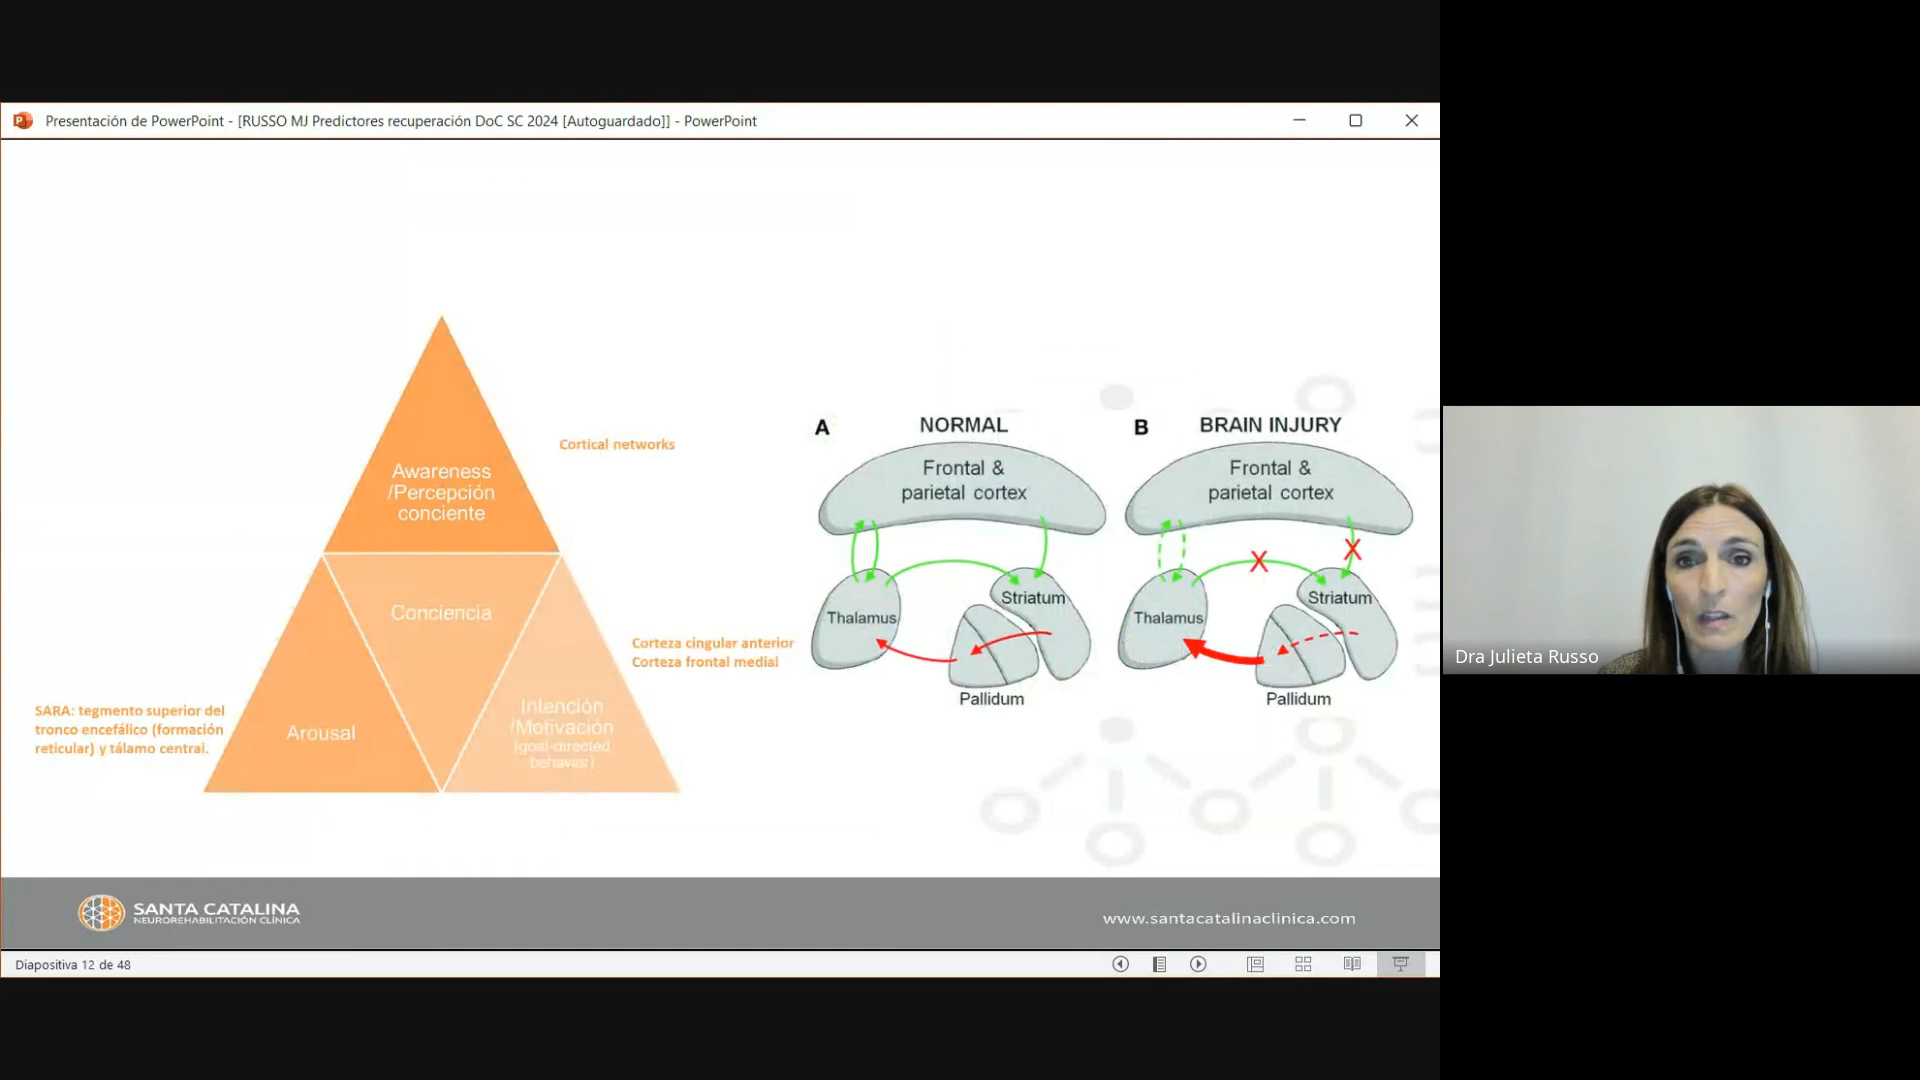 Presentación de PowerPoint - [RUSSO MJ Predictores recuperación DoC SC 2024 [Autoguardado]] - PowerPoint
Awareness
/Percepción
conciente
Cortical networks
Conciencia
Arousal
Intención
/Motivación
(goal-directed
behavior)
Corteza cingular anterior
Corteza frontal medial
SARA: tegmento superior del
tronco encefálico (formación
reticular) y tálamo central.
A
NORMAL
Frontal &
parietal cortex
Thalamus
Striatum
Pallidum
B
BRAIN INJURY
Frontal &
parietal cortex
X
X
Thalamus
Striatum
Pallidum
Dra Julieta Russo
SANTA CATALINA
NEUROREHABILITACIÓN CLÍNICA
www.santacatalinaclinica.com
Diapositiva 12 de 48